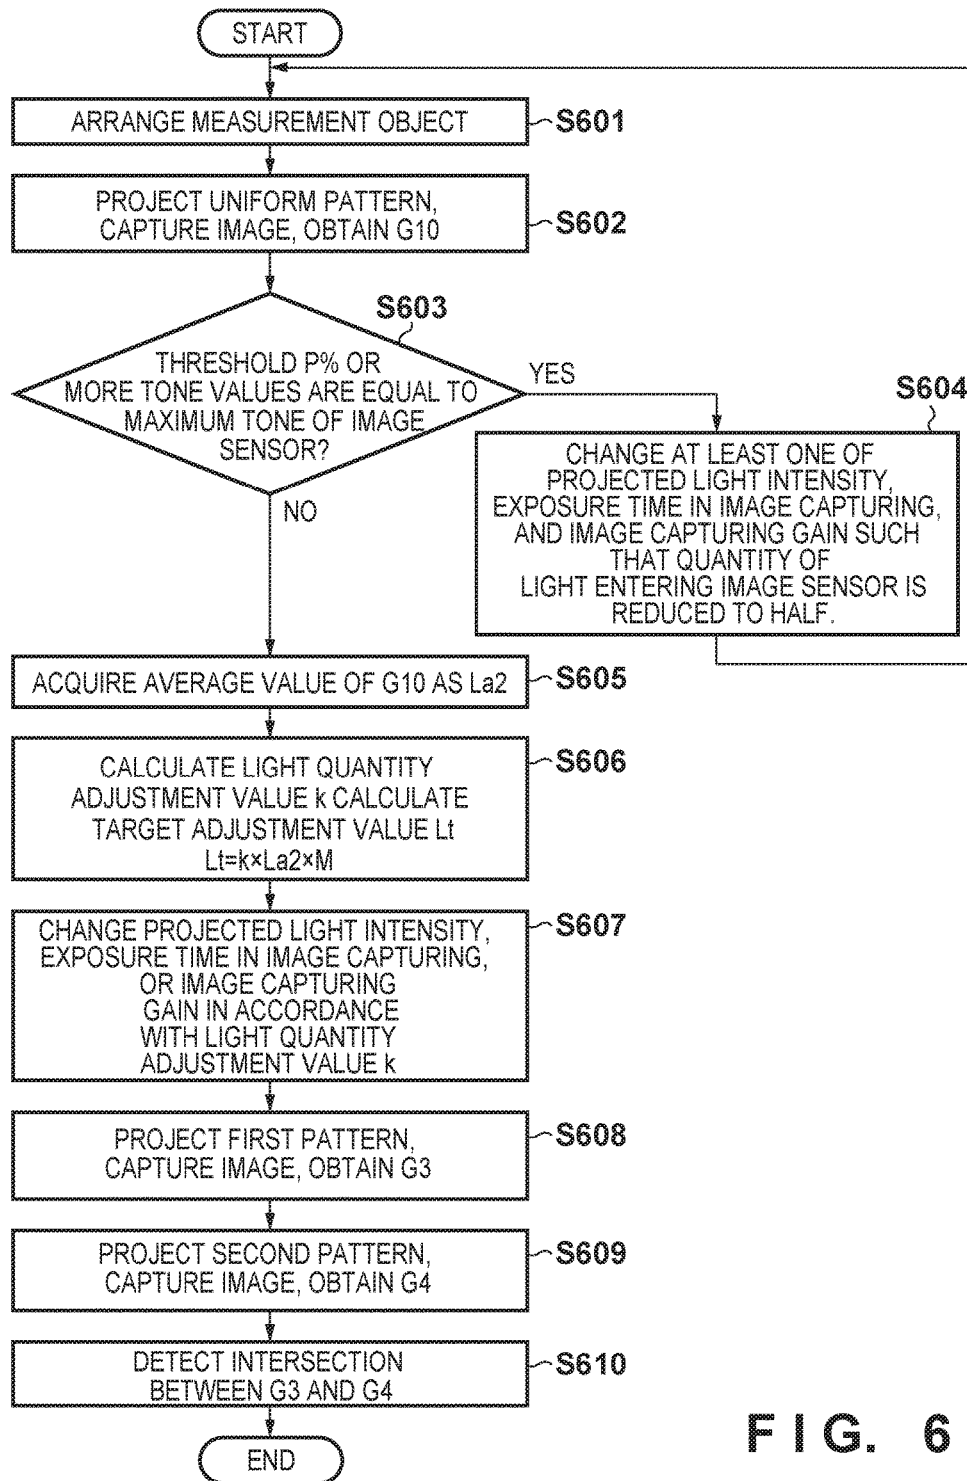 START
ARRANGE MEASUREMENT OBJECT
S601
PROJECT UNIFORM PATTERN,
CAPTURE IMAGE, OBTAIN G10
S602
S603
THRESHOLD P% OR
MORE TONE VALUES ARE EQUAL TO
MAXIMUM TONE OF IMAGE
SENSOR?
YES
NO
S604
CHANGE AT LEAST ONE OF
PROJECTED LIGHT INTENSITY,
EXPOSURE TIME IN IMAGE CAPTURING,
AND IMAGE CAPTURING GAIN SUCH
THAT QUANTITY OF
LIGHT ENTERING IMAGE SENSOR IS
REDUCED TO HALF.
ACQUIRE AVERAGE VALUE OF G10 AS La2
S605
CALCULATE LIGHT QUANTITY
ADJUSTMENT VALUE k CALCULATE
TARGET ADJUSTMENT VALUE Lt
Lt=k×La2×M
S606
CHANGE PROJECTED LIGHT INTENSITY,
EXPOSURE TIME IN IMAGE CAPTURING,
OR IMAGE CAPTURING
GAIN IN ACCORDANCE
WITH LIGHT QUANTITY
ADJUSTMENT VALUE k
S607
PROJECT FIRST PATTERN,
CAPTURE IMAGE, OBTAIN G3
S608
PROJECT SECOND PATTERN,
CAPTURE IMAGE, OBTAIN G4
S609
DETECT INTERSECTION
BETWEEN G3 AND G4
S610
END
FIG. 6